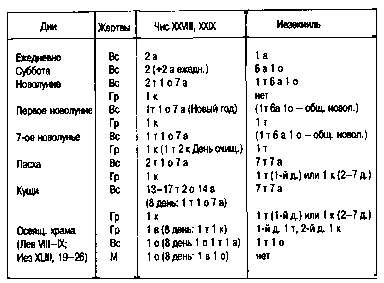 Дни Жертвы Чис XXVIII, XXIX Иезекииль
Ежедневно Вс 2 а 1 а
Суббота Вс 2 (+2 а ежедн.) 6 а 1 о
Новолуние Вс 2 т 1 о 7 а 1 т 6 а 1 о
Гр 1 к нет
Первое новолуние Вс 1т 1 о 7 а (Новый год) (1т 6а 1о – общ. новол.)
Гр 1 к 1 т
7-ое новолунье Вс 1 т 1 о 7 а (1 т 6 а 1 о – общ. новол.)
Гр 1 к (1 т 2 к День очищ.) 1т
Пасха Вс 2 т 1 о 7 а 7 т 7 а
Гр 1 к 1 т (1-й д.) или 1 к (2–7 д.)
Кущи Вс 13–17 т 2 о 14 а 7 т 7 а
(8 день: 1 т 1 о 7 а)
Гр 1 к 1 т (1-й д.) или 1 к (2–7 д.)
Освящ. храма Гр 1 в (8 день: 1 т 1 к) 1-й д. 1 т, 2-й д. 1 к
(Лев VIII–IX; Вс 1 о (8 день 1 о 1 т 1 а) 1 т 1 о
Иез XLIII, 19–26) М 1 о (8 день: 1 в 1 о) нет